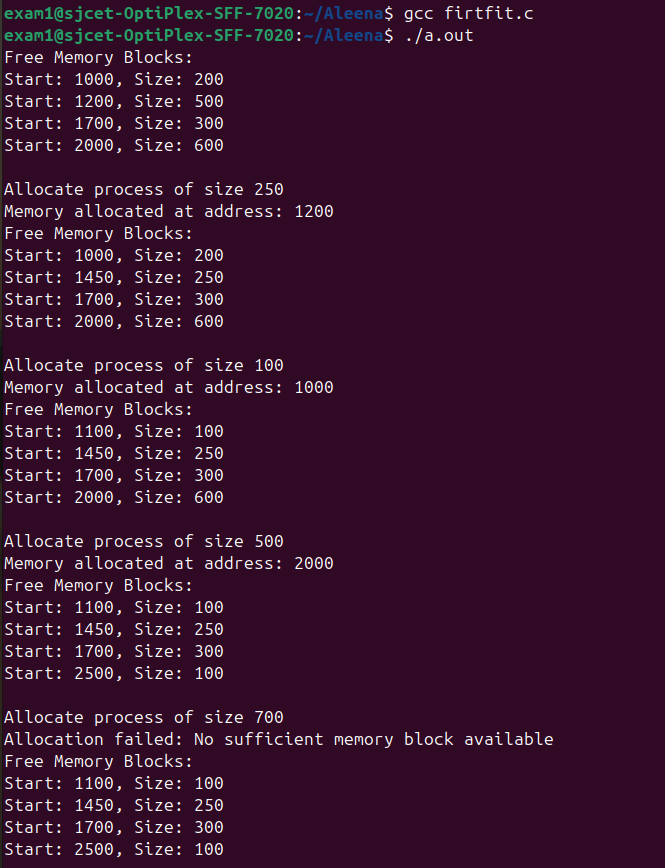 exam1@sjcet-OptiPlex-SFF-7020:~/Aleena$ gcc firtfit.c
exam1@sjcet-OptiPlex-SFF-7020:~/Aleena$ ./a.out
Free Memory Blocks:
Start: 1000, Size: 200
Start: 1200, Size: 500
Start: 1700, Size: 300
Start: 2000, Size: 600

Allocate process of size 250
Memory allocated at address: 1200
Free Memory Blocks:
Start: 1000, Size: 200
Start: 1450, Size: 250
Start: 1700, Size: 300
Start: 2000, Size: 600

Allocate process of size 100
Memory allocated at address: 1000
Free Memory Blocks:
Start: 1100, Size: 100
Start: 1450, Size: 250
Start: 1700, Size: 300
Start: 2000, Size: 600

Allocate process of size 500
Memory allocated at address: 2000
Free Memory Blocks:
Start: 1100, Size: 100
Start: 1450, Size: 250
Start: 1700, Size: 300
Start: 2500, Size: 100

Allocate process of size 700
Allocation failed: No sufficient memory block available
Free Memory Blocks:
Start: 1100, Size: 100
Start: 1450, Size: 250
Start: 1700, Size: 300
Start: 2500, Size: 100